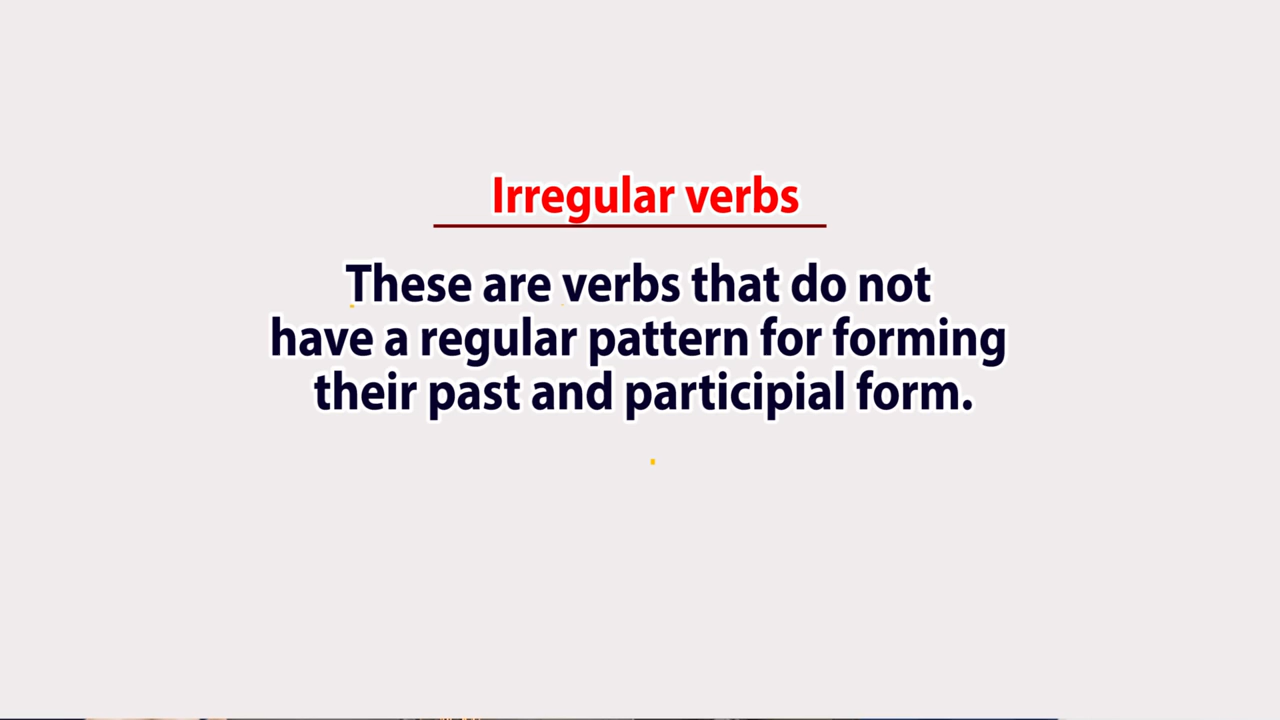 Irregular verbs
These are verbs that do not
have a regular pattern for forming
their past and participial form.